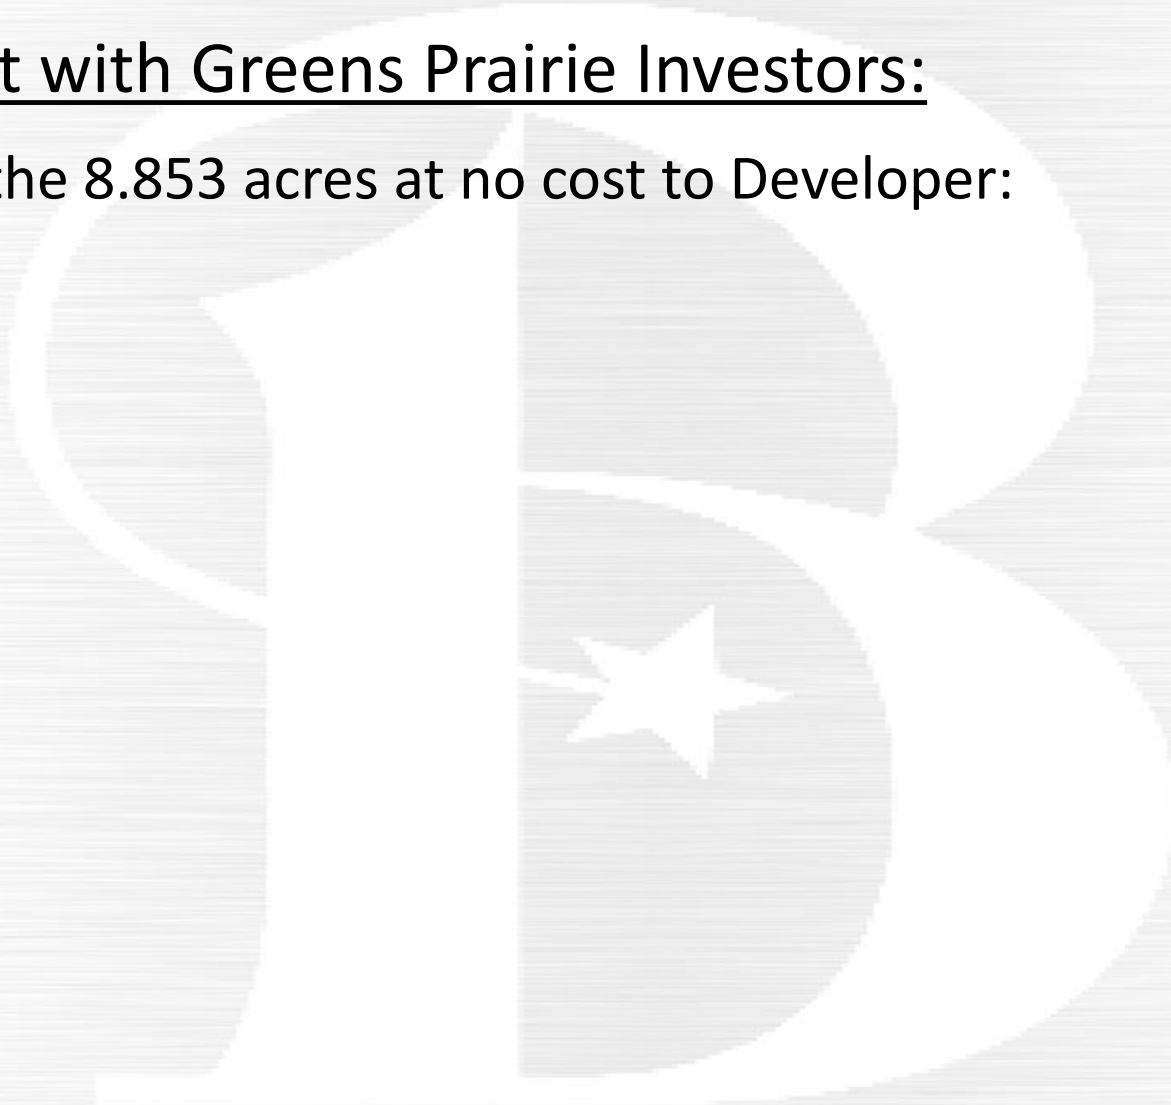 t with Greens Prairie Investors:
the 8.853 acres at no cost to Developer: